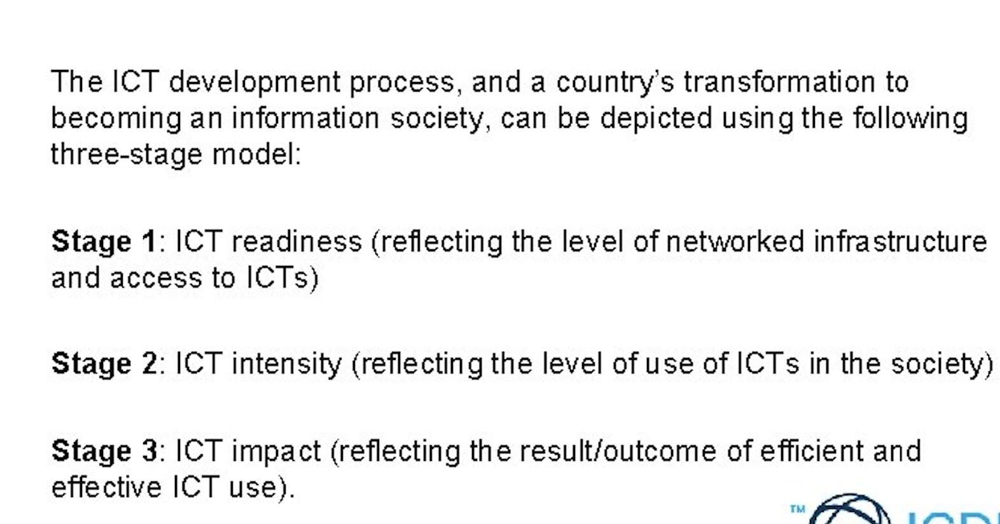 The ICT development process, and a country's transformation to
becoming an information society, can be depicted using the following
three-stage model:
Stage 1: ICT readiness (reflecting the level of networked infrastructure
and access to ICTs)
Stage 2: ICT intensity (reflecting the level of use of ICTs in the society)
Stage 3: ICT impact (reflecting the result/outcome of efficient and
effective ICT use).
TM